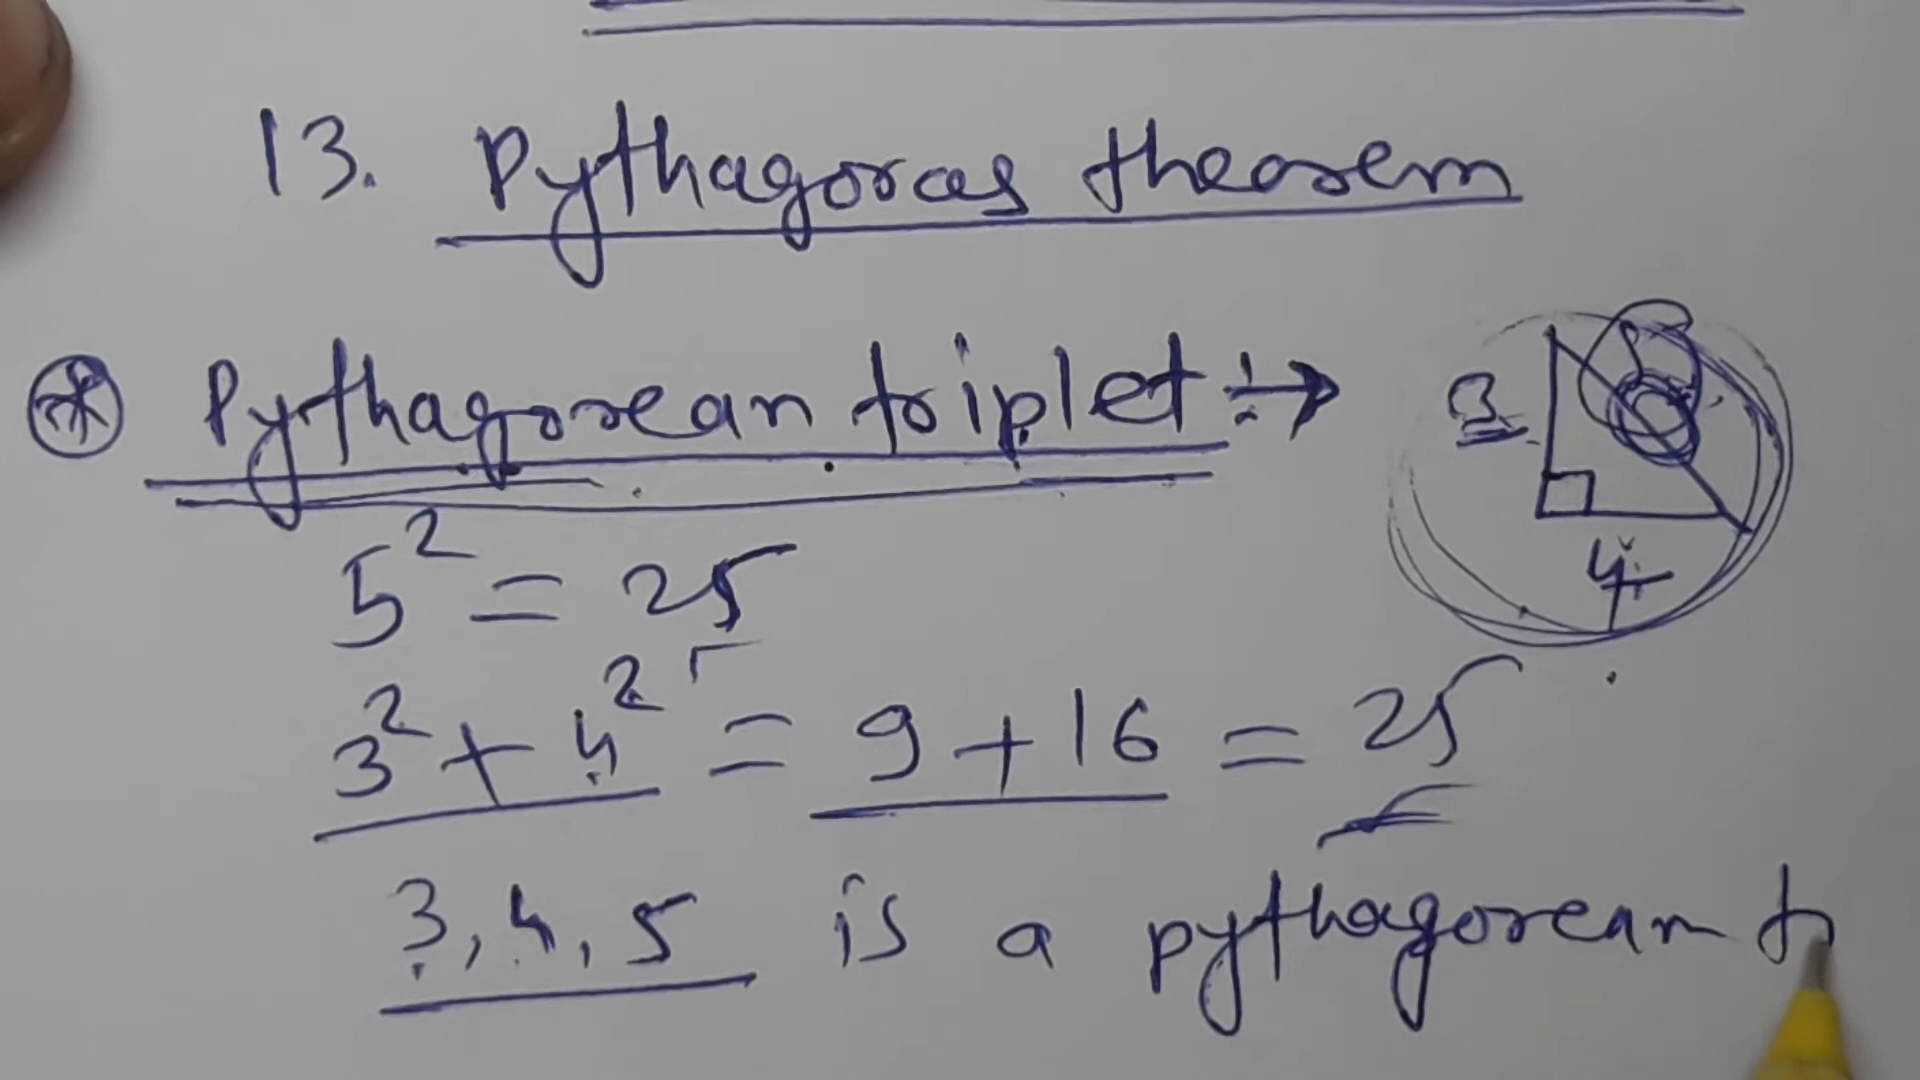 13. Pythagoras theorem
Pythagorean triplet :→
3
4
5² = 25
3² + 4² = 9 + 16 = 25
3, 4, 5 is a pythagorean tr